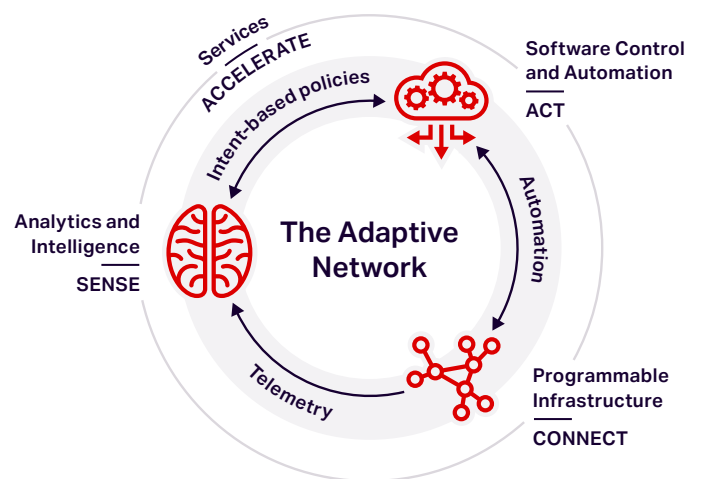 Services
ACCELERATE
Intent-based policies
Software Control
and Automation
ACT
Automation
The Adaptive
Network
Analytics and
Intelligence
SENSE
Telemetry
Programmable
Infrastructure
CONNECT